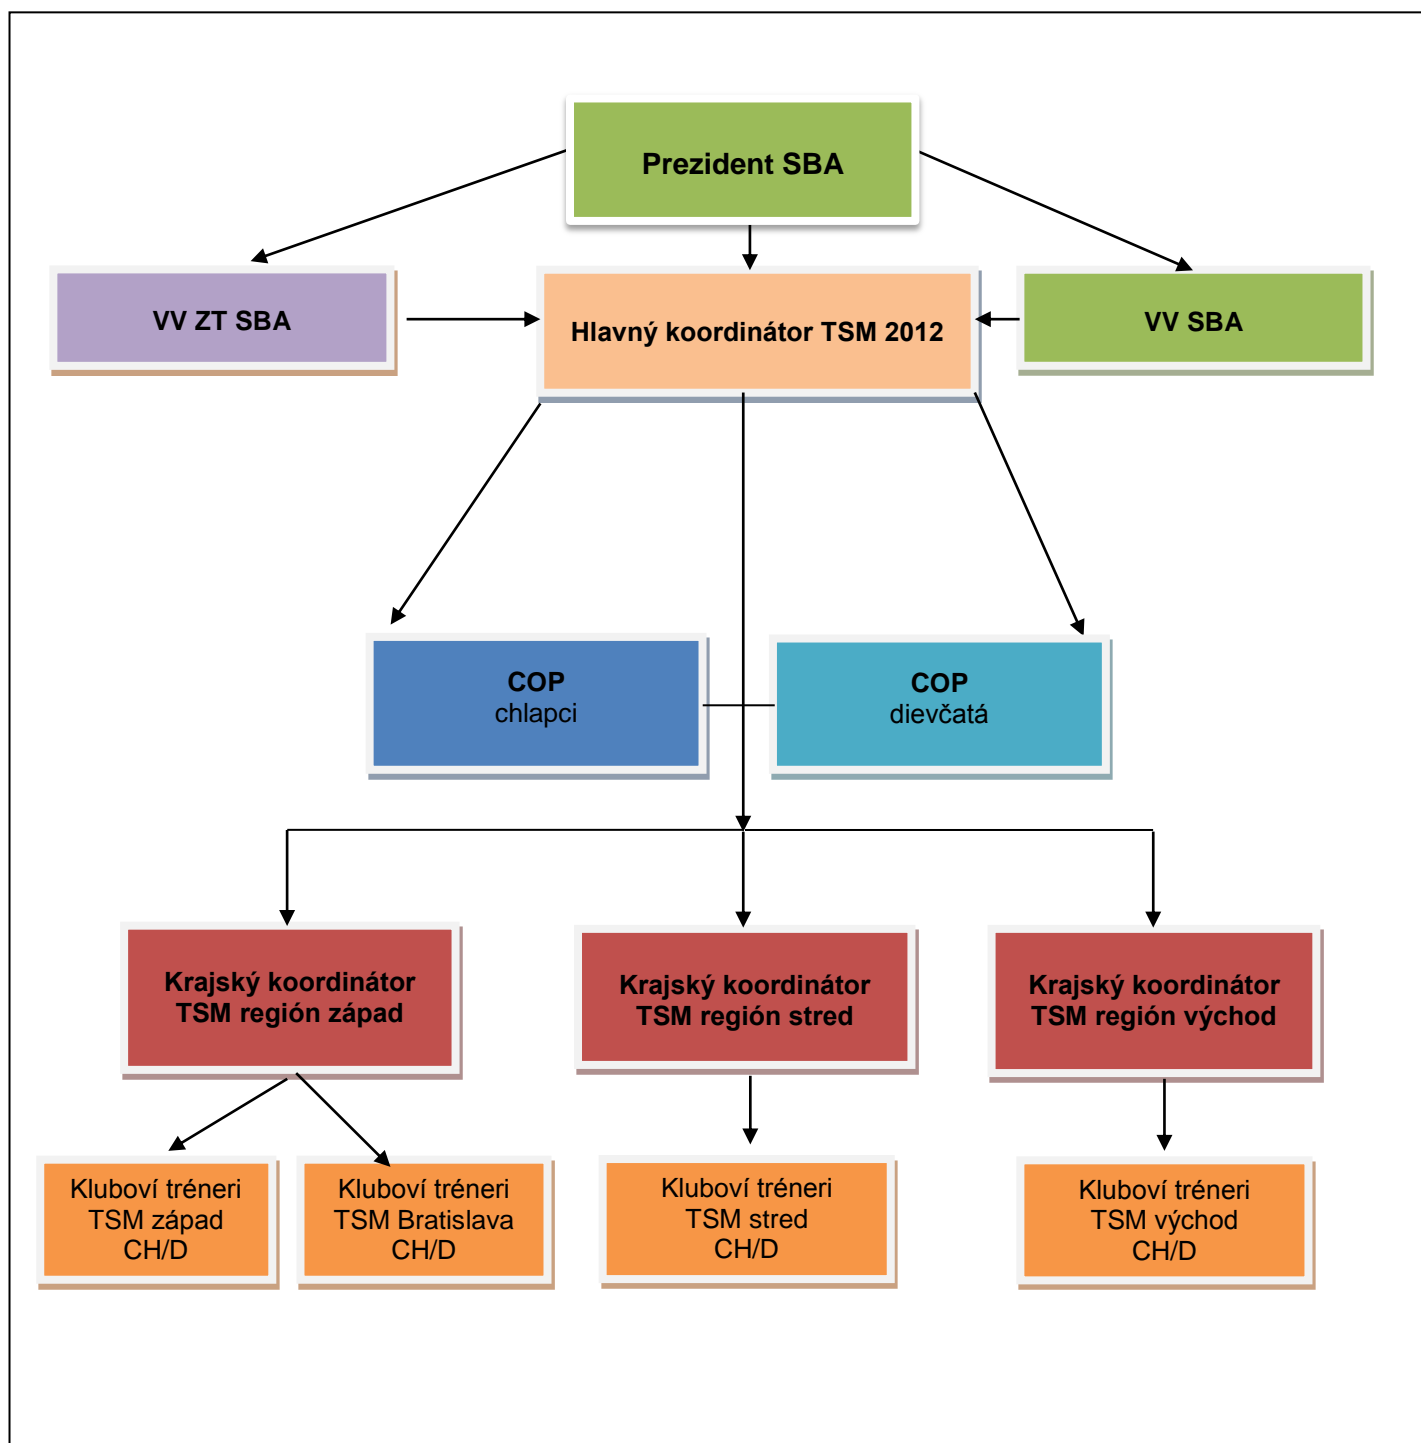 Prezident SBA
VV ZT SBA
Hlavný koordinátor TSM 2012
VV SBA
COP
chlapci
COP
dievčatá
Krajský koordinátor
TSM región západ
Krajský koordinátor
TSM región stred
Krajský koordinátor
TSM región východ
Kluboví tréneri
TSM západ
CH/D
Kluboví tréneri
TSM Bratislava
CH/D
Kluboví tréneri
TSM stred
CH/D
Kluboví tréneri
TSM východ
CH/D